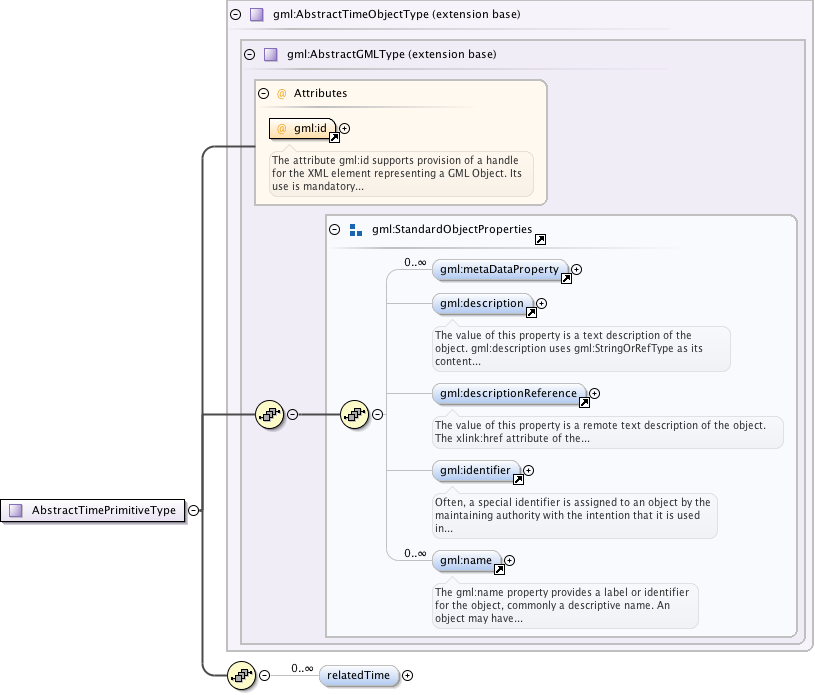 gml:AbstractTimeObjectType (extension base)
gml:AbstractGMLType (extension base)
@ Attributes
@ gml:id
The attribute gml:id supports provision of a handle
for the XML element representing a GML Object. Its
use is mandatory...
gml:StandardObjectProperties
0..∞
gml:metaDataProperty
gml:description
The value of this property is a text description of the
object. gml:description uses gml:StringOrRefType as its
content...
gml:descriptionReference
The value of this property is a remote text description of the object.
The xlink:href attribute of the...
gml:identifier
Often, a special identifier is assigned to an object by the
maintaining authority with the intention that it is used
in...
AbstractTimePrimitiveType
0..∞
gml:name
The gml:name property provides a label or identifier
for the object, commonly a descriptive name. An
object may have...
0..∞
relatedTime